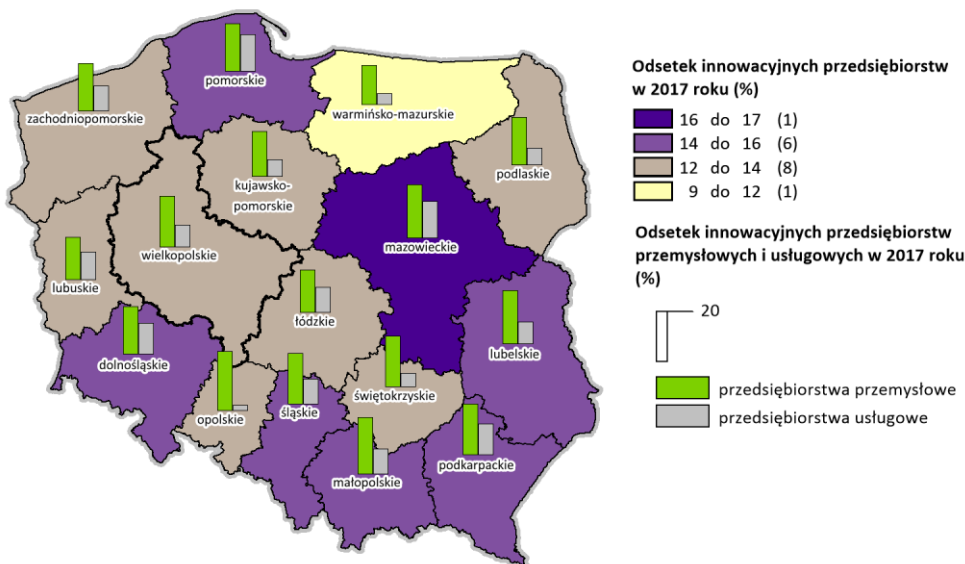 pomorskie
zachodniopomorskie
warmińsko-mazurskie
podlaskie
kujawsko-
pomorskie
wielkopolskie
mazowieckie
lubuskie
łódzkie
lubelskie
dolnośląskie
opolskie
śląskie
świętokrzyskie
małopolskie
podkarpackie
Odsetek innowacyjnych przedsiębiorstw
w 2017 roku (%)
16 do 17 (1)
14 do 16 (6)
12 do 14 (8)
9 do 12 (1)
Odsetek innowacyjnych przedsiębiorstw
przemysłowych i usługowych w 2017 roku
(%)
20
przedsiębiorstwa przemysłowe
przedsiębiorstwa usługowe